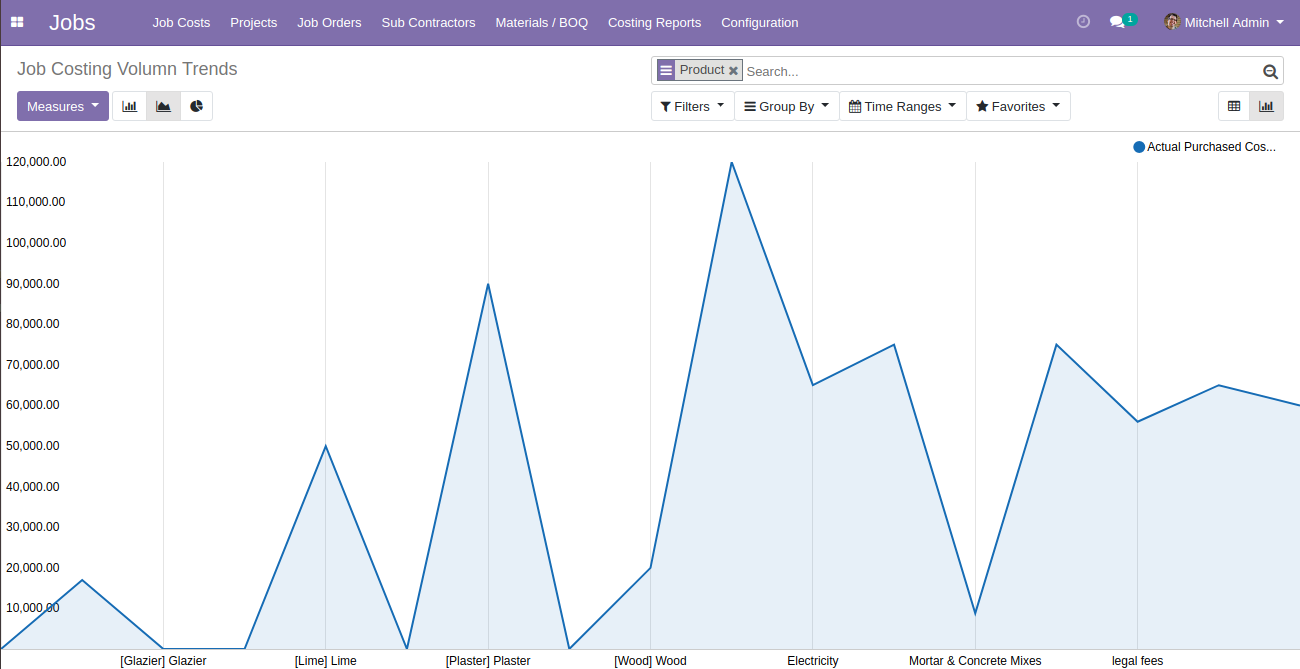 Jobs Job Costs Projects Job Orders Sub Contractors Materials / BOQ Costing Reports Configuration 1 Mitchell Admin
Job Costing Volumn Trends
Product Search...
Measures Filters Group By Time Ranges Favorites
Actual Purchased Cos...
120,000.00
110,000.00
100,000.00
90,000.00
80,000.00
70,000.00
60,000.00
50,000.00
40,000.00
30,000.00
20,000.00
10,000.00
[Glazier] Glazier [Lime] Lime [Plaster] Plaster [Wood] Wood Electricity Mortar & Concrete Mixes legal fees